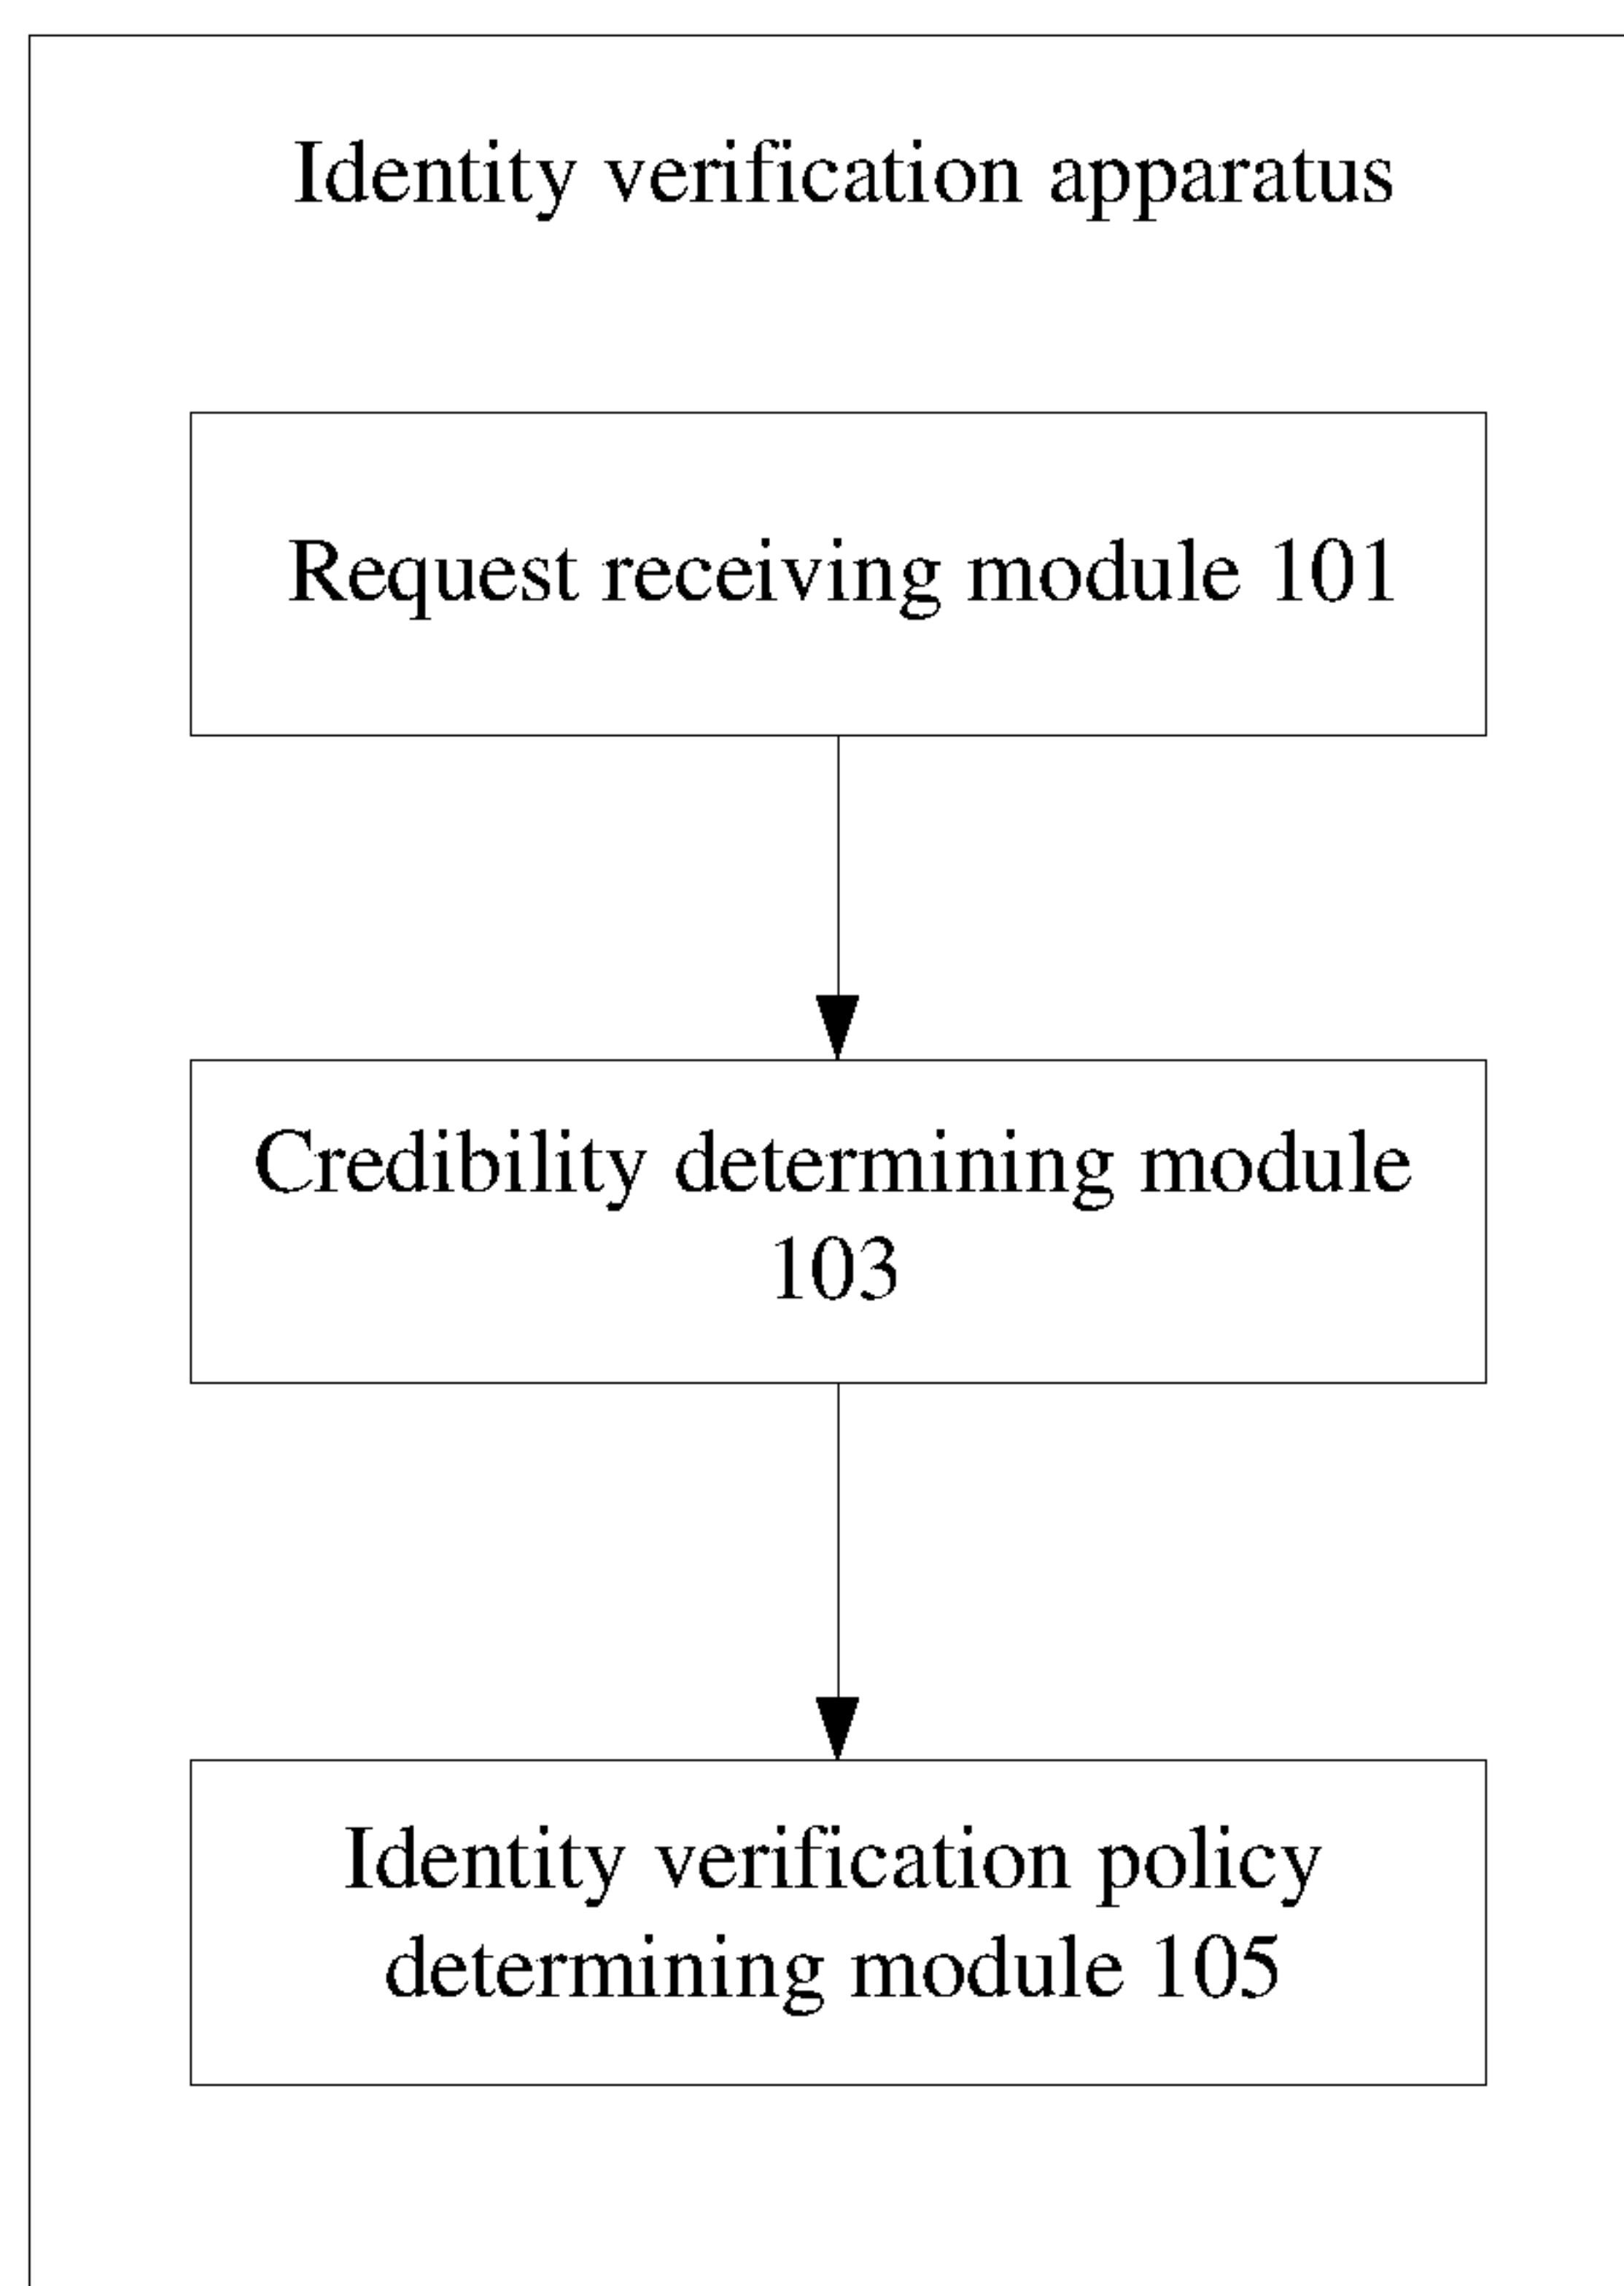 Identity verification apparatus
Request receiving module 101
Credibility determining module
103
Identity verification policy
determining module 105